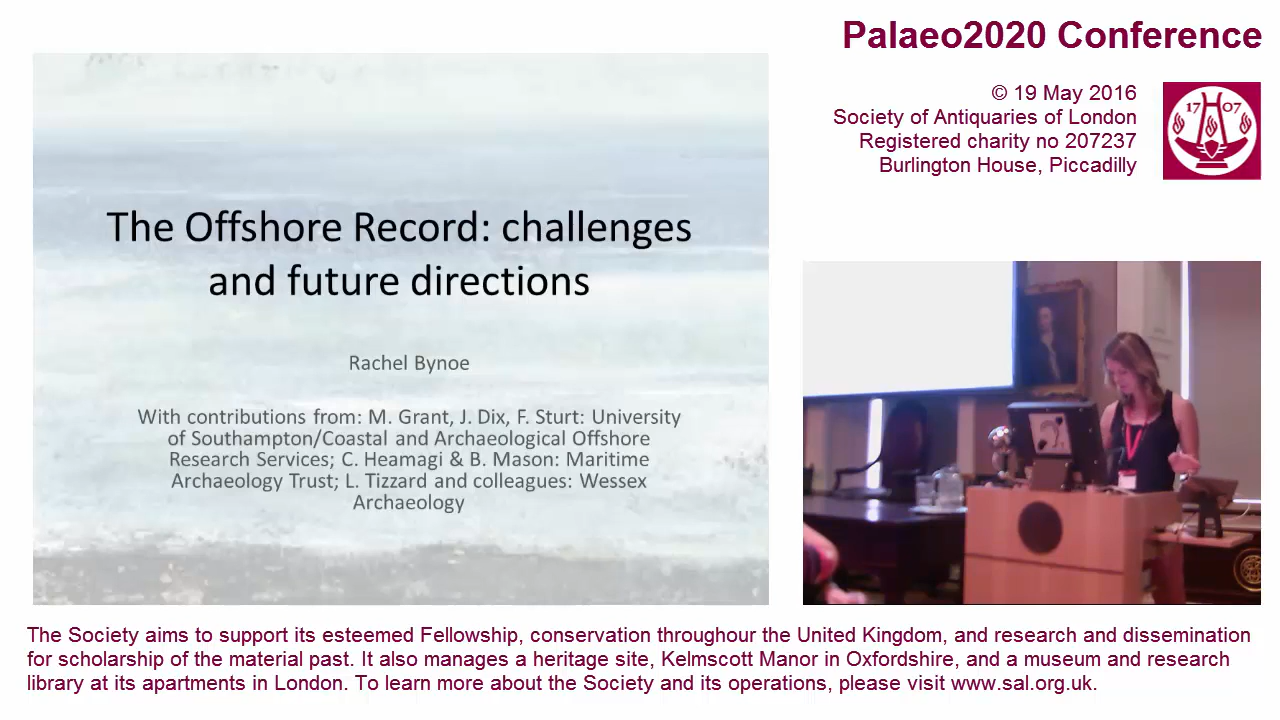 Palaeo2020 Conference
© 19 May 2016
Society of Antiquaries of London
Registered charity no 207237
Burlington House, Piccadilly
17 07
The Offshore Record: challenges
and future directions
Rachel Bynoe
With contributions from: M. Grant, J. Dix, F. Sturt: University
of Southampton/Coastal and Archaeological Offshore
Research Services; C. Heamagi & B. Mason: Maritime
Archaeology Trust; L. Tizzard and colleagues: Wessex
Archaeology
The Society aims to support its esteemed Fellowship, conservation throughour the United Kingdom, and research and dissemination
for scholarship of the material past. It also manages a heritage site, Kelmscott Manor in Oxfordshire, and a museum and research
library at its apartments in London. To learn more about the Society and its operations, please visit www.sal.org.uk.